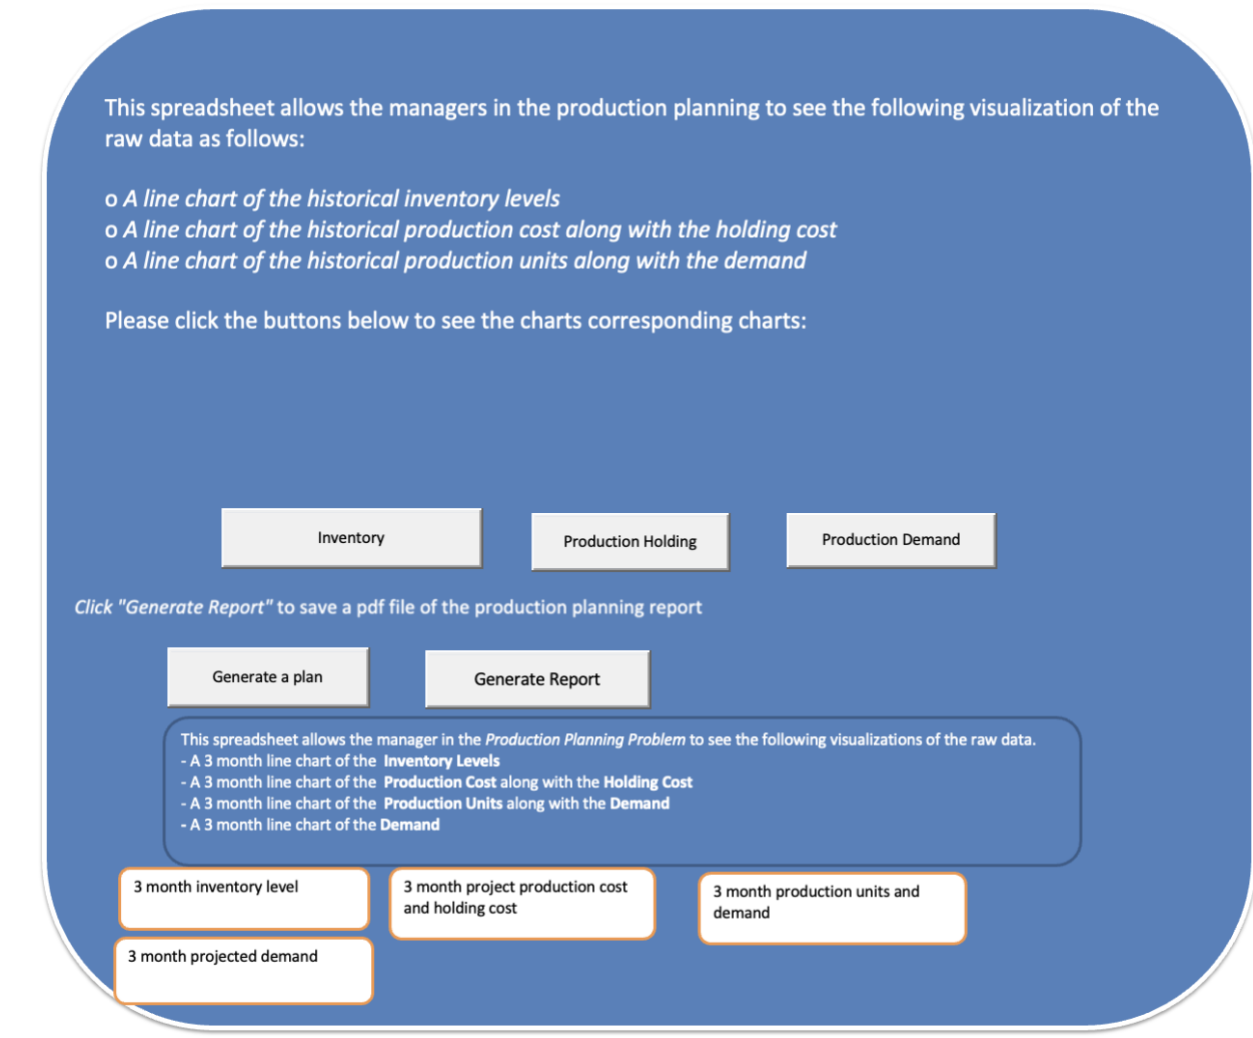 This spreadsheet allows the managers in the production planning to see the following visualization of the
raw data as follows:
o A line chart of the historical inventory levels
o A line chart of the historical production cost along with the holding cost
o A line chart of the historical production units along with the demand
Please click the buttons below to see the charts corresponding charts:
Inventory
Production Holding
Production Demand
Click "Generate Report" to save a pdf file of the production planning report
Generate a plan
Generate Report
This spreadsheet allows the manager in the Production Planning Problem to see the following visualizations of the raw data.
- A 3 month line chart of the Inventory Levels
- A 3 month line chart of the Production Cost along with the Holding Cost
- A 3 month line chart of the Production Units along with the Demand
- A 3 month line chart of the Demand
3 month inventory level
3 month project production cost
and holding cost
3 month production units and
demand
3 month projected demand